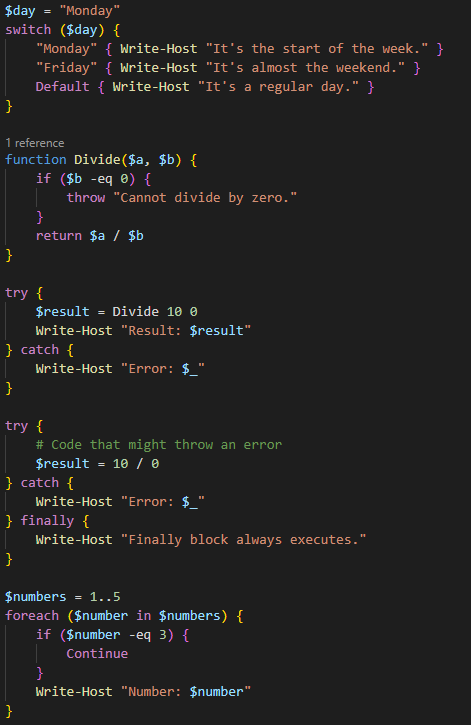 $day = "Monday"
switch ($day) {
    "Monday" { Write-Host "It's the start of the week." }
    "Friday" { Write-Host "It's almost the weekend." }
    Default { Write-Host "It's a regular day." }
}

1 reference
function Divide($a, $b) {
    if ($b -eq 0) {
        throw "Cannot divide by zero."
    }
    return $a / $b
}

try {
    $result = Divide 10 0
    Write-Host "Result: $result"
} catch {
    Write-Host "Error: $_"
}

try {
    # Code that might throw an error
    $result = 10 / 0
} catch {
    Write-Host "Error: $_"
} finally {
    Write-Host "Finally block always executes."
}

$numbers = 1..5
foreach ($number in $numbers) {
    if ($number -eq 3) {
        Continue
    }
    Write-Host "Number: $number"
}